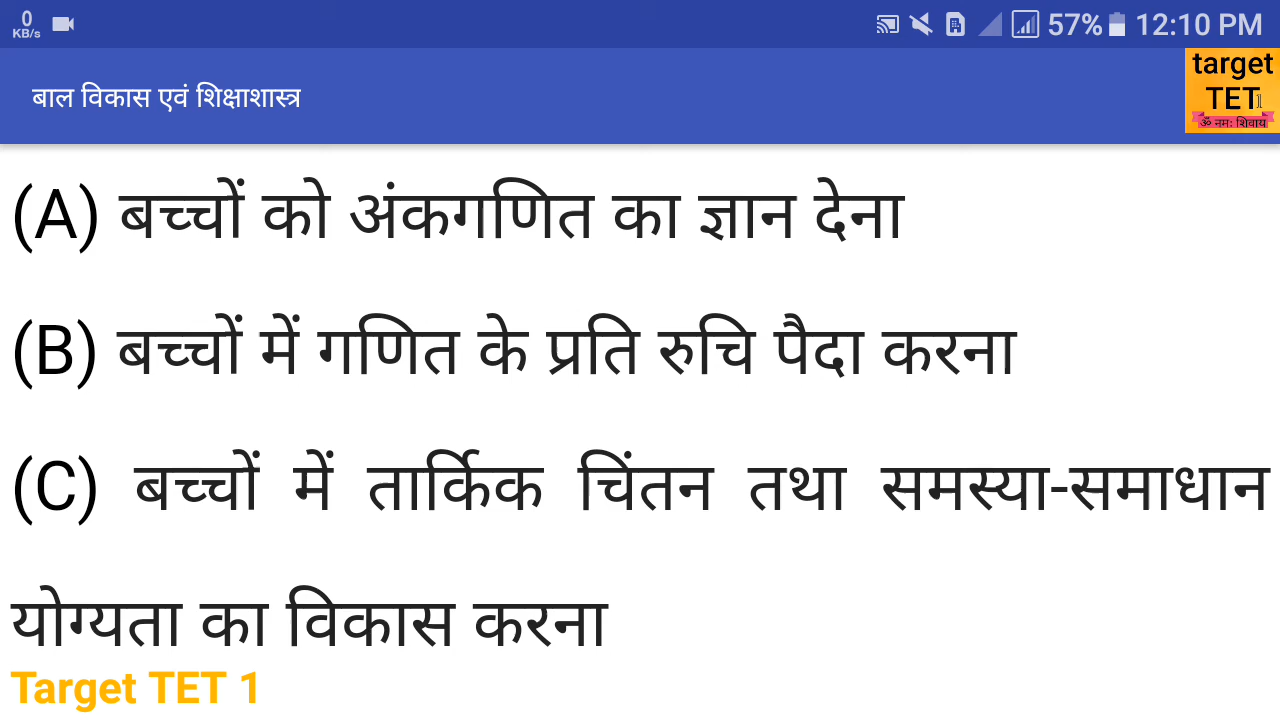 0
KB/s
57% 12:10 PM
बाल विकास एवं शिक्षाशास्त्र
target
TET1
ॐ नमः शिवाय
(A) बच्चों को अंकगणित का ज्ञान देना
(B) बच्चों में गणित के प्रति रुचि पैदा करना
(C) बच्चों में तार्किक चिंतन तथा समस्या-समाधान
योग्यता का विकास करना
Target TET 1